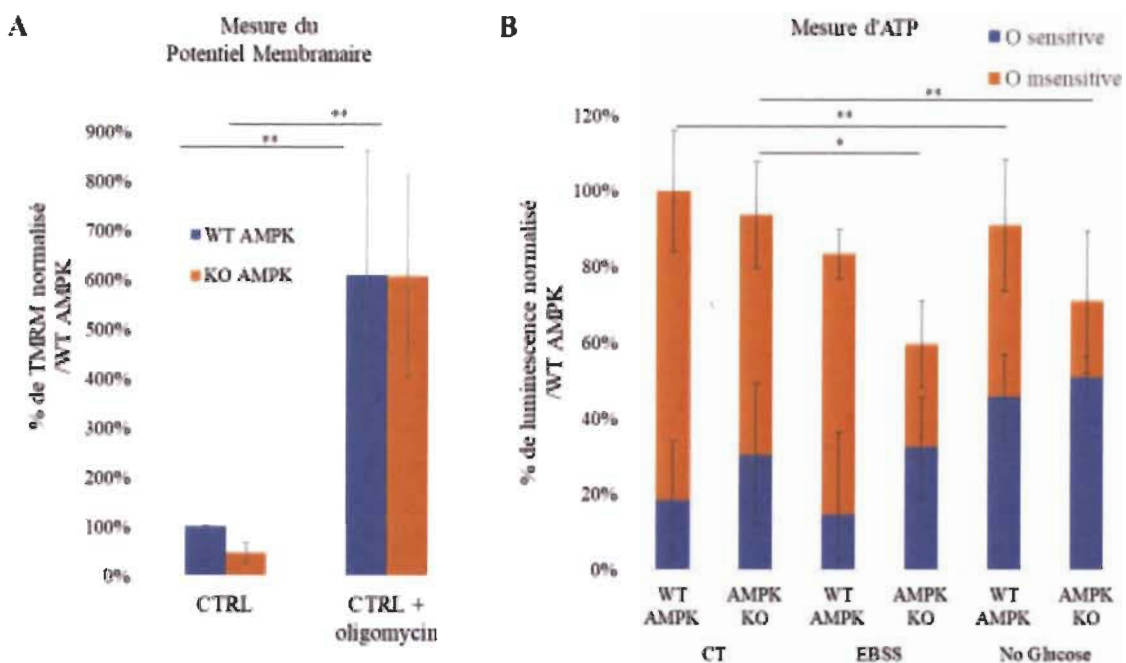 A
Mesure du
Potentiel Membranaire
% de TMRM normalisé
/WT AMPK
900%
800%
700%
600%
500%
400%
300%
200%
100%
0%
**
**
WT AMPK
KO AMPK
CTRL
CTRL +
oligomycin
B
Mesure d'ATP
O sensitive
O insensitive
% de luminescence normalisé
/WT AMPK
120%
100%
80%
60%
40%
20%
0%
**
**
*
WT AMPK KO WT AMPK KO WT AMPK
AMPK KO AMPK KO AMPK KO
CT EBSS No Glucose